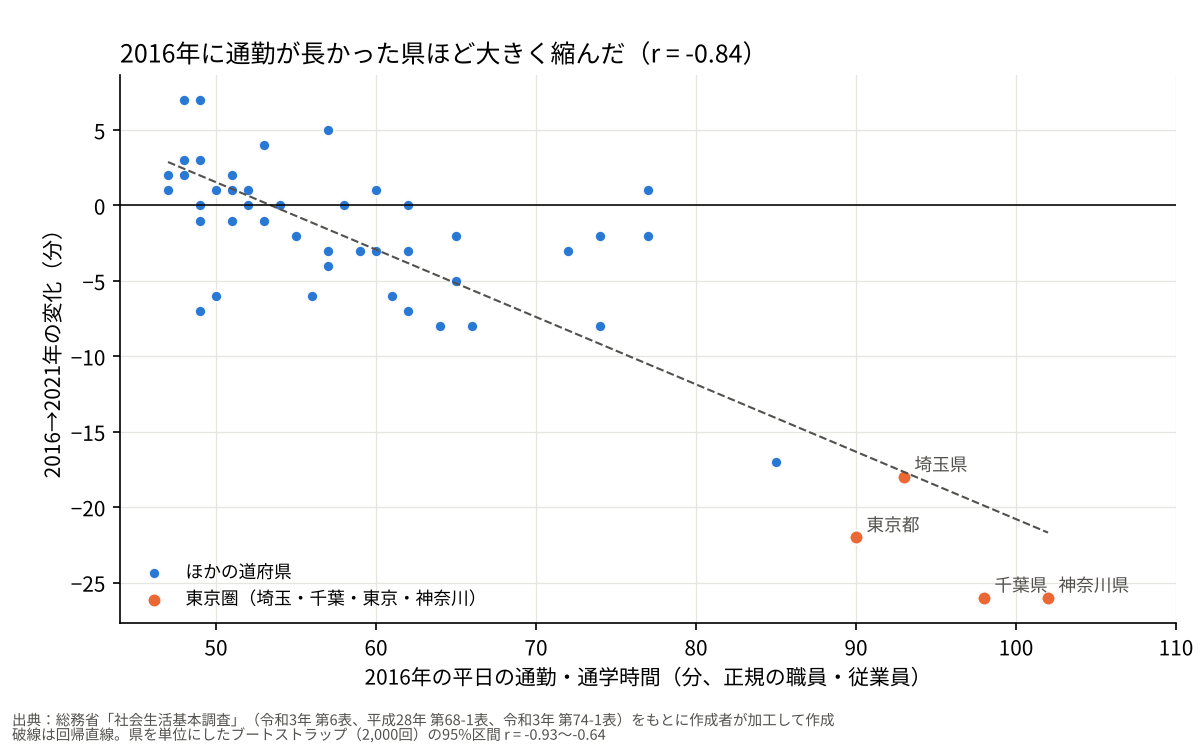 2016年に通勤が長かった県ほど大きく縮んだ（r = -0.84）
2016→2021年の変化（分）
5
0
−5
−10
−15
−20
−25
埼玉県
東京都
千葉県
神奈川県
ほかの道府県
東京圏（埼玉・千葉・東京・神奈川）
50
60
70
80
90
100
110
2016年の平日の通勤・通学時間（分、正規の職員・従業員）
出典：総務省「社会生活基本調査」（令和3年 第6表、平成28年 第68-1表、令和3年 第74-1表）をもとに作成者が加工して作成
破線は回帰直線。県を単位にしたブートストラップ（2,000回）の95%区間 r = -0.93〜-0.64